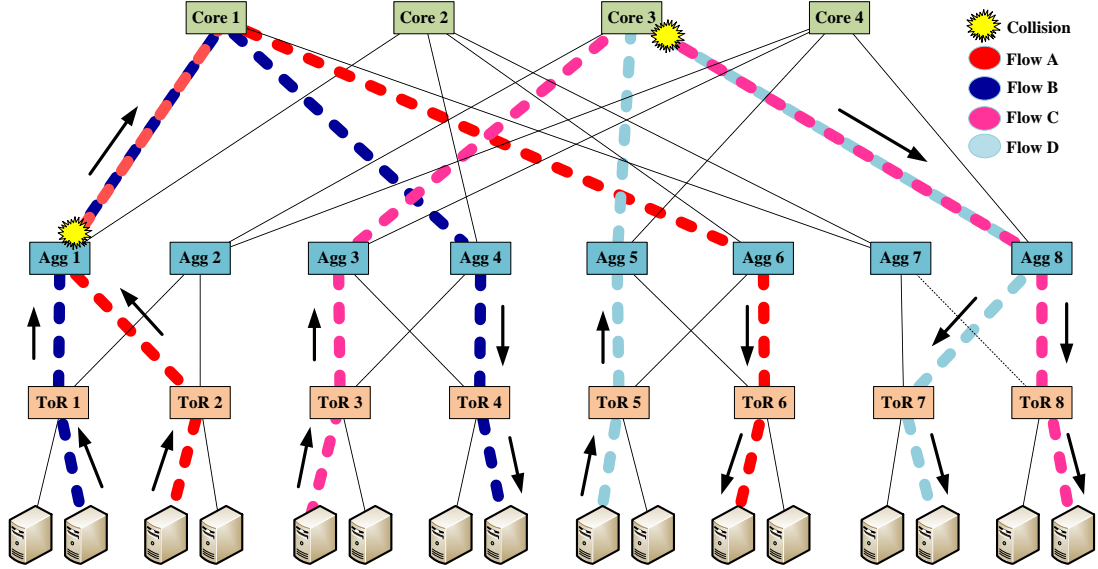 Core 1
Core 2
Core 3
Core 4
Collision
Flow A
Flow B
Flow C
Flow D
Agg 1
Agg 2
Agg 3
Agg 4
Agg 5
Agg 6
Agg 7
Agg 8
ToR 1
ToR 2
ToR 3
ToR 4
ToR 5
ToR 6
ToR 7
ToR 8